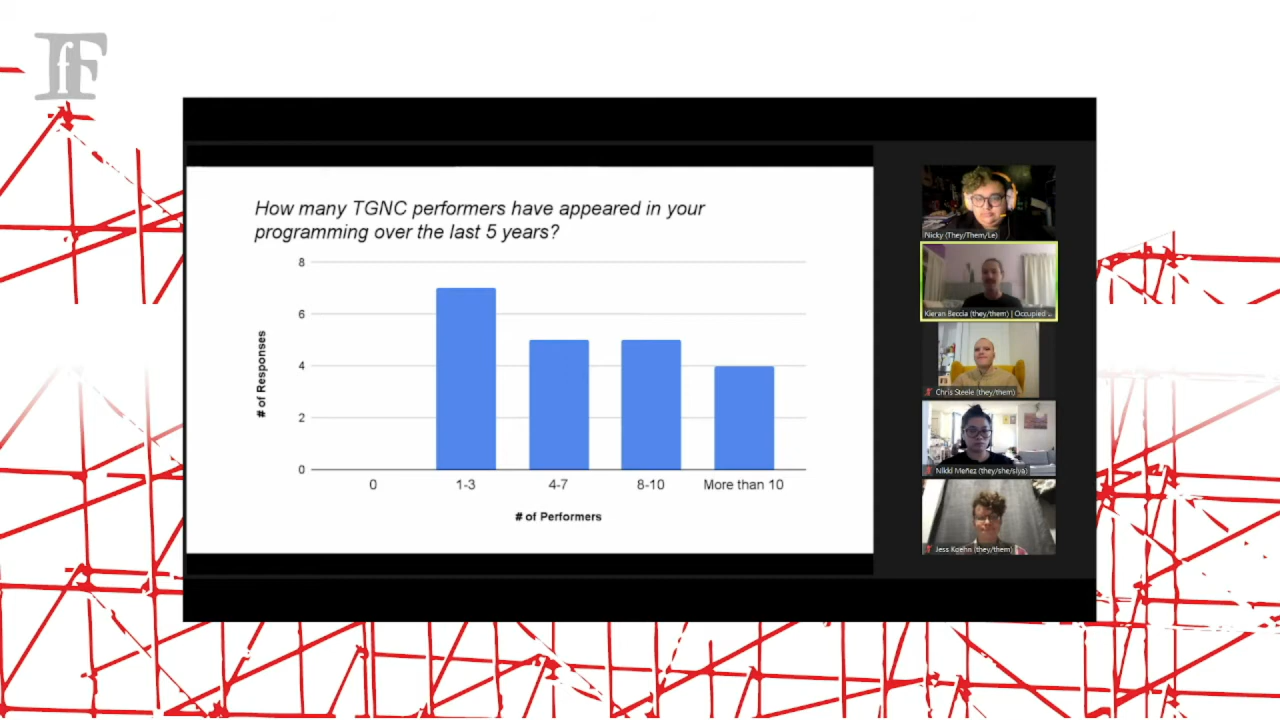 fF
How many TGNC performers have appeared in your
programming over the last 5 years?
8
6
4
2
0
# of Responses
0
1-3
4-7
8-10
More than 10
# of Performers
Nicky (They/Them/Le)
Kieran Beccia (they/them) | Occupied ...
Chris Steele (they/them)
Nikki Meñez (they/she/siya)
Jess Koehn (they/them)